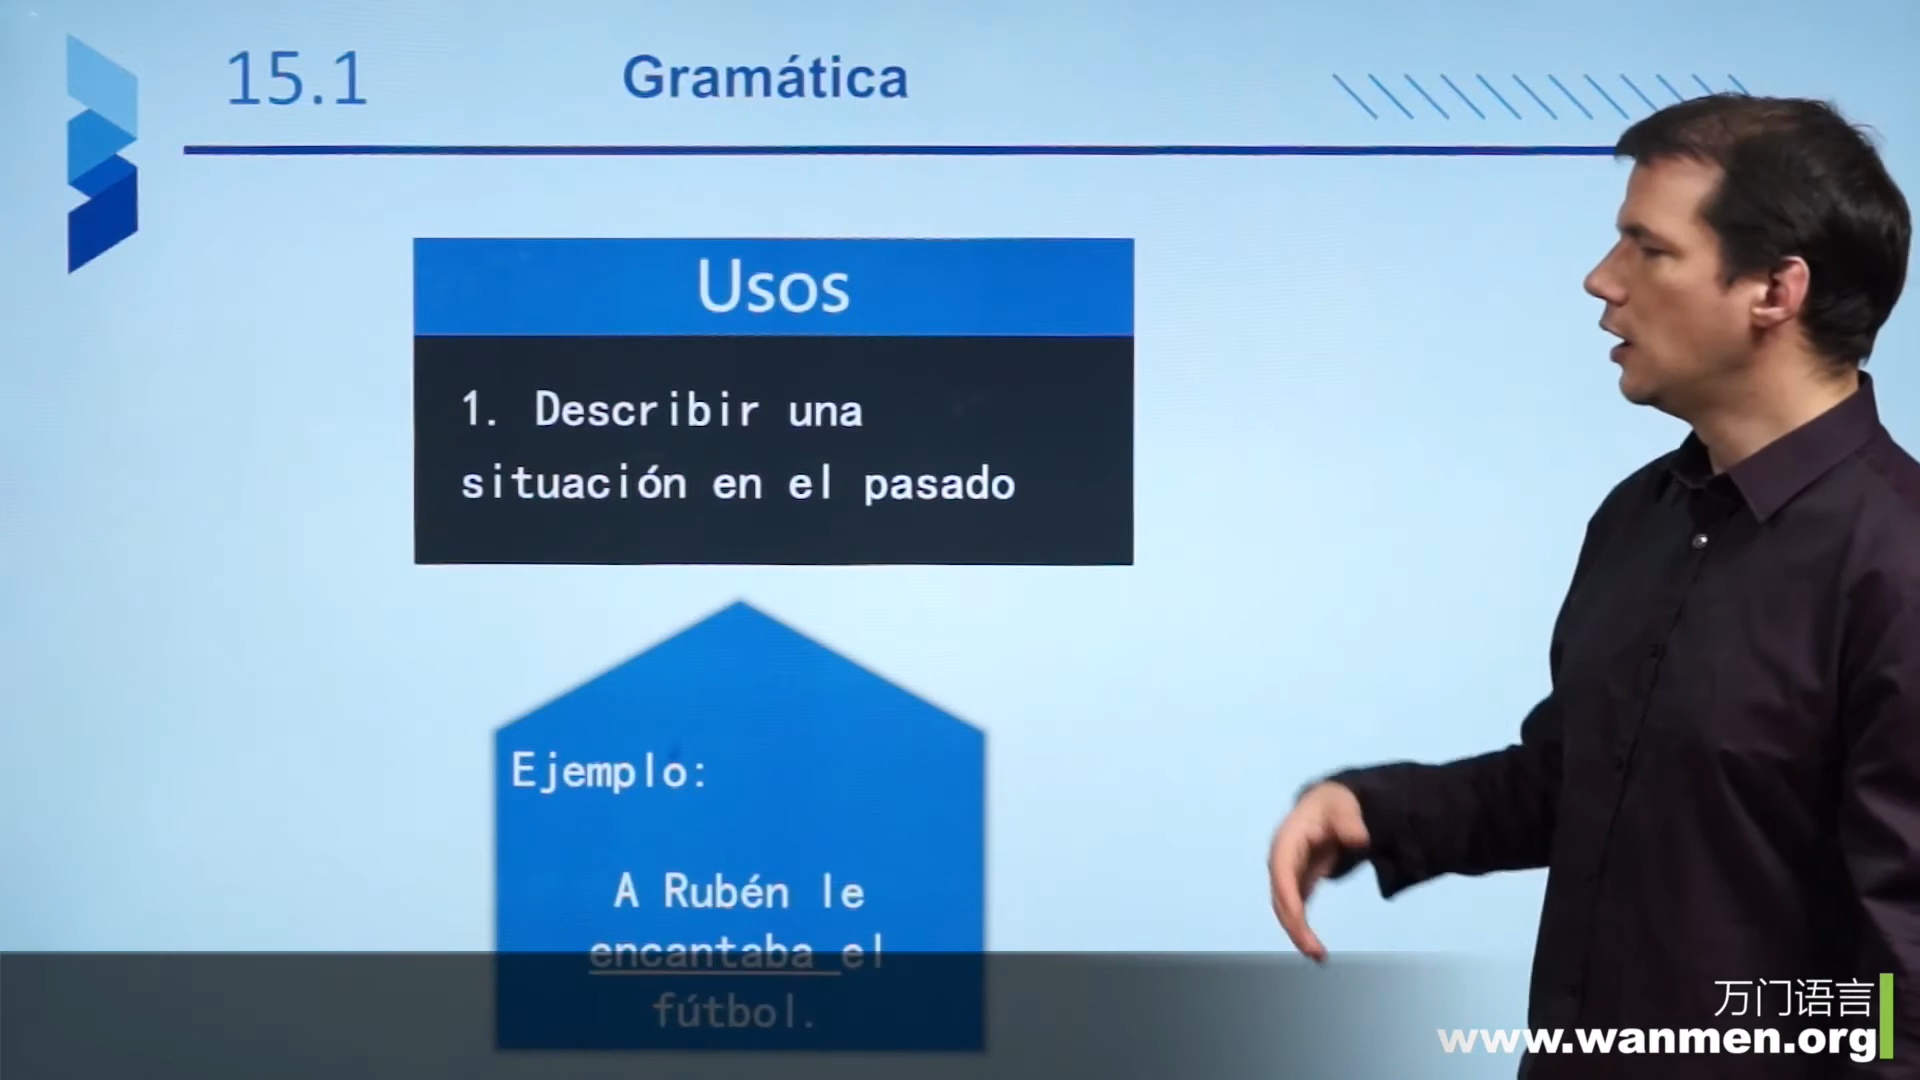 15.1
Gramática
Usos
1. Describir una
situación en el pasado
Ejemplo:
A Rubén le
encantaba el
fútbol.
万门语言
www.wanmen.org